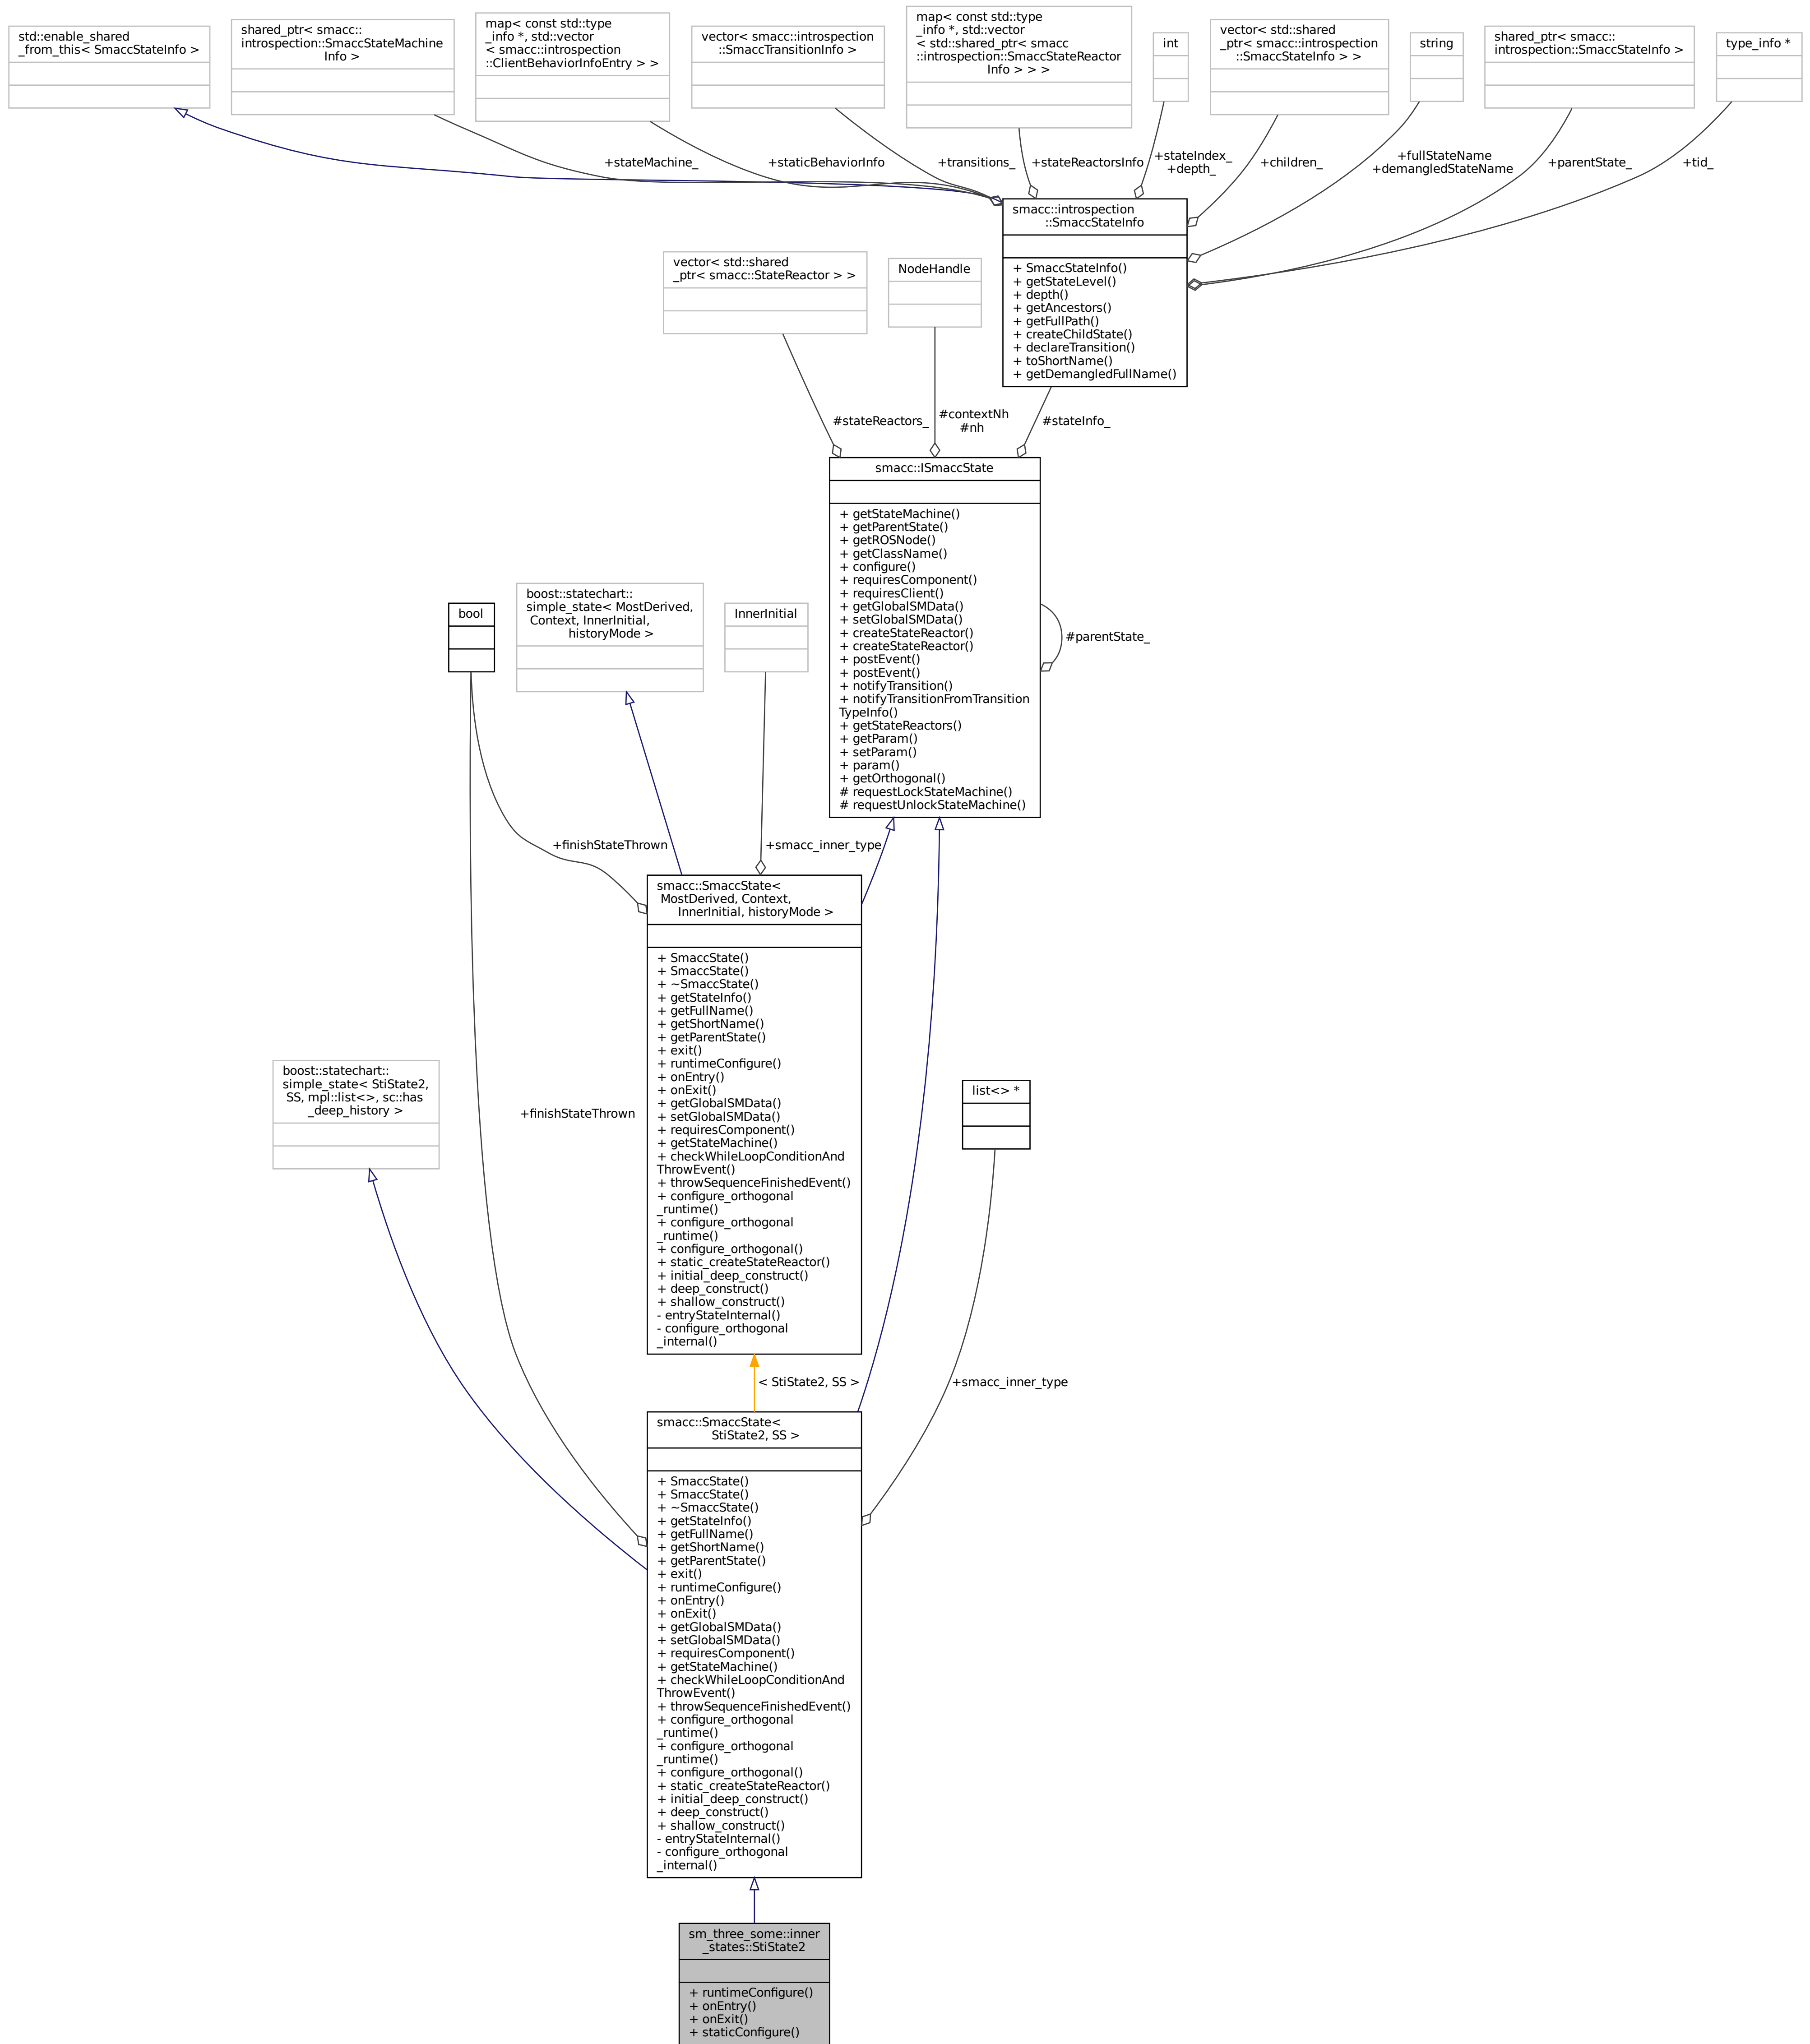 std::enable_shared
_from_this< SmaccStateInfo >
shared_ptr< smacc::
introspection::SmaccStateMachine
Info >
map< const std::type
_info *, std::vector
< smacc::introspection
::ClientBehaviorInfoEntry > >
vector< smacc::introspection
::SmaccTransitionInfo >
map< const std::type
_info *, std::vector
< std::shared_ptr< smacc
::introspection::SmaccStateReactor
Info > > >
int
vector< std::shared
_ptr< smacc::introspection
::SmaccStateInfo > >
string
shared_ptr< smacc::
introspection::SmaccStateInfo >
type_info *
+stateMachine_
+staticBehaviorInfo
+transitions_
+stateReactorsInfo
+stateIndex_
+depth_
+children_
+fullStateName
+demangledStateName
+parentState_
+tid_
smacc::introspection
::SmaccStateInfo
+ SmaccStateInfo()
+ getStateLevel()
+ depth()
+ getAncestors()
+ getFullPath()
+ createChildState()
+ declareTransition()
+ toShortName()
+ getDemangledFullName()
vector< std::shared
_ptr< smacc::StateReactor > >
NodeHandle
#stateReactors_
#contextNh
#nh
#stateInfo_
smacc::ISmaccState
+ getStateMachine()
+ getParentState()
+ getROSNode()
+ getClassName()
+ configure()
+ requiresComponent()
+ requiresClient()
+ getGlobalSMData()
+ setGlobalSMData()
+ createStateReactor()
+ createStateReactor()
+ postEvent()
+ postEvent()
+ notifyTransition()
+ notifyTransitionFromTransition
TypeInfo()
+ getStateReactors()
+ getParam()
+ setParam()
+ param()
+ getOrthogonal()
# requestLockStateMachine()
# requestUnlockStateMachine()
#parentState_
bool
boost::statechart::
simple_state< MostDerived,
Context, InnerInitial,
historyMode >
InnerInitial
+finishStateThrown
+smacc_inner_type
smacc::SmaccState<
MostDerived, Context,
InnerInitial, historyMode >
+ SmaccState()
+ SmaccState()
+ ~SmaccState()
+ getStateInfo()
+ getFullName()
+ getShortName()
+ getParentState()
+ exit()
+ runtimeConfigure()
+ onEntry()
+ onExit()
+ getGlobalSMData()
+ setGlobalSMData()
+ requiresComponent()
+ getStateMachine()
+ checkWhileLoopConditionAnd
ThrowEvent()
+ throwSequenceFinishedEvent()
+ configure_orthogonal
_runtime()
+ configure_orthogonal
_runtime()
+ configure_orthogonal()
+ static_createStateReactor()
+ initial_deep_construct()
+ deep_construct()
+ shallow_construct()
- entryStateInternal()
- configure_orthogonal
_internal()
boost::statechart::
simple_state< StiState2,
SS, mpl::list<>, sc::has
_deep_history >
+finishStateThrown
list<> *
< StiState2, SS >
+smacc_inner_type
smacc::SmaccState<
StiState2, SS >
+ SmaccState()
+ SmaccState()
+ ~SmaccState()
+ getStateInfo()
+ getFullName()
+ getShortName()
+ getParentState()
+ exit()
+ runtimeConfigure()
+ onEntry()
+ onExit()
+ getGlobalSMData()
+ setGlobalSMData()
+ requiresComponent()
+ getStateMachine()
+ checkWhileLoopConditionAnd
ThrowEvent()
+ throwSequenceFinishedEvent()
+ configure_orthogonal
_runtime()
+ configure_orthogonal
_runtime()
+ configure_orthogonal()
+ static_createStateReactor()
+ initial_deep_construct()
+ deep_construct()
+ shallow_construct()
- entryStateInternal()
- configure_orthogonal
_internal()
sm_three_some::inner
_states::StiState2
+ runtimeConfigure()
+ onEntry()
+ onExit()
+ staticConfigure()